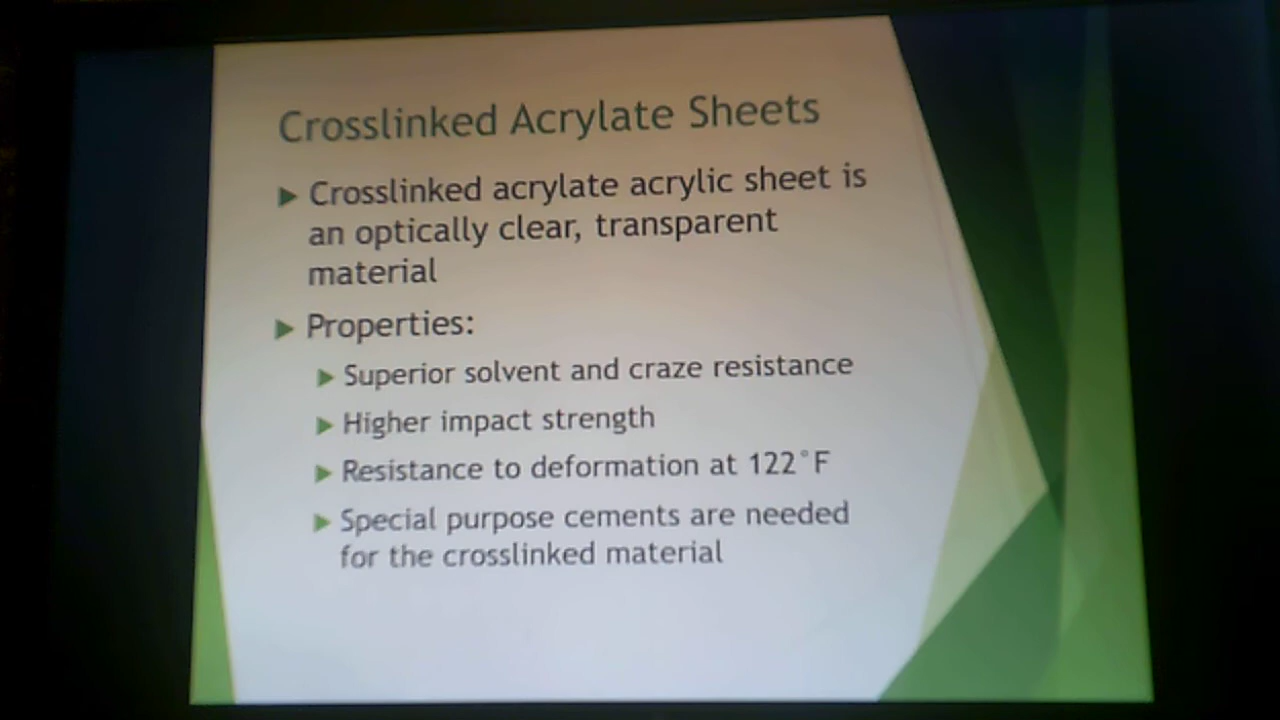 Crosslinked Acrylate Sheets
Crosslinked acrylate acrylic sheet is
an optically clear, transparent
material
Properties:
Superior solvent and craze resistance
Higher impact strength
Resistance to deformation at 122°F
Special purpose cements are needed
for the crosslinked material